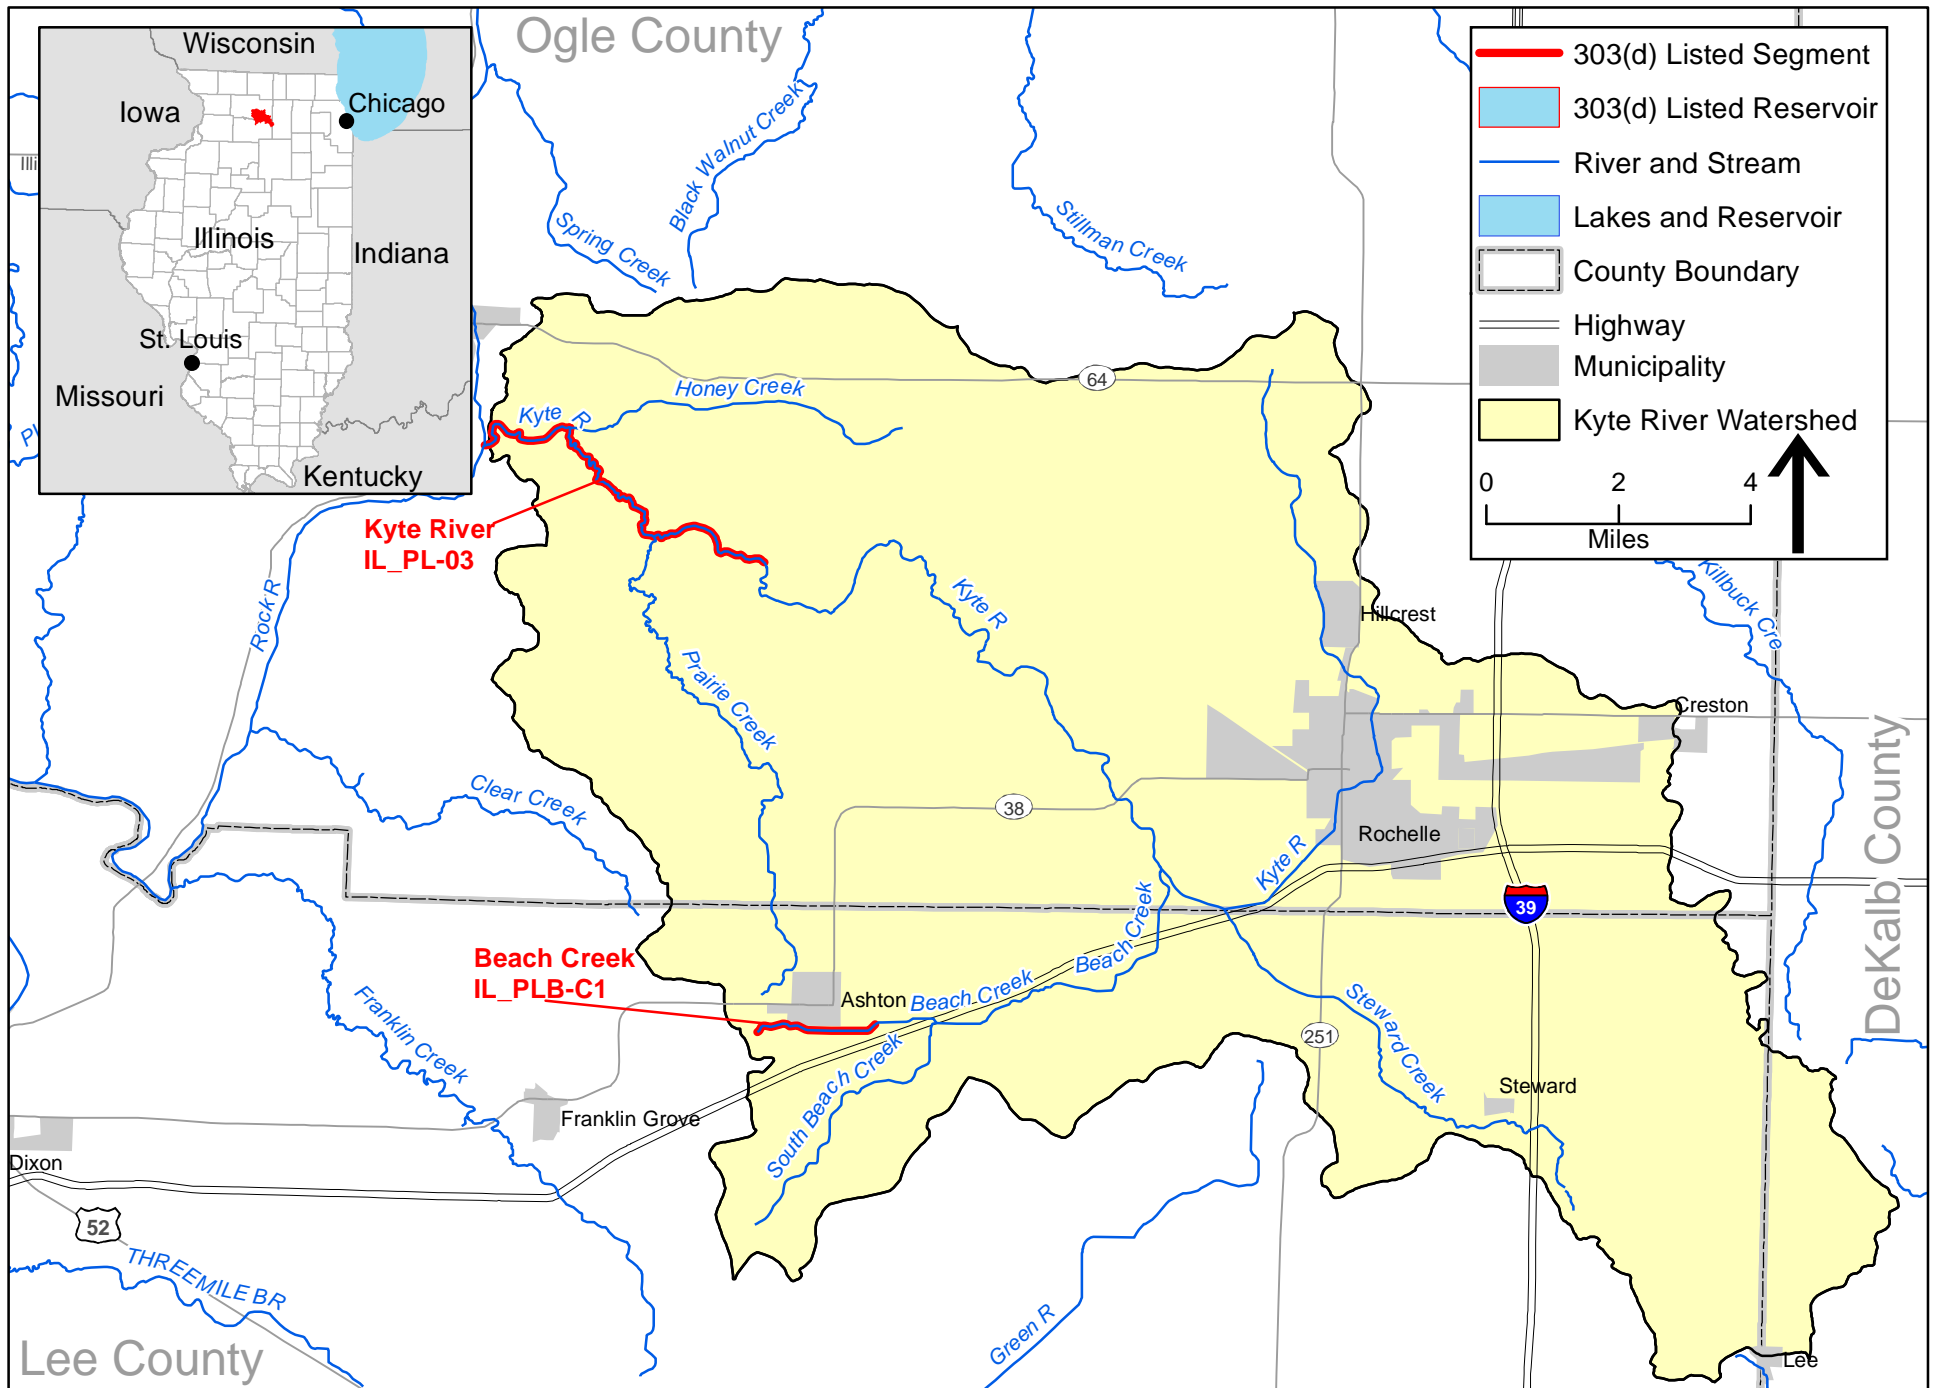 Ogle County
Wisconsin
Iowa
Chicago
Illinois
Indiana
St. Louis
Missouri
Kentucky
303(d) Listed Segment
303(d) Listed Reservoir
River and Stream
Lakes and Reservoir
County Boundary
Highway
Municipality
Kyte River Watershed
0 2 4
Miles
Illi
Pl
Black Walnut Creek
Spring Creek
Stillman Creek
64
Honey Creek
Kyte R
Kyte River
IL_PL-03
Rock R
Kyte R
Prairie Creek
Hillcrest
Killbuck Cre
Creston
Clear Creek
38
Rochelle
Kyte R
DeKalb County
39
Beach Creek
IL_PLB-C1
Ashton
Beach Creek
Beach Creek
Franklin Creek
South Beach Creek
Steward Creek
251
Steward
Franklin Grove
Dixon
52
THREEMILE BR
Green R
Lee County
Lee